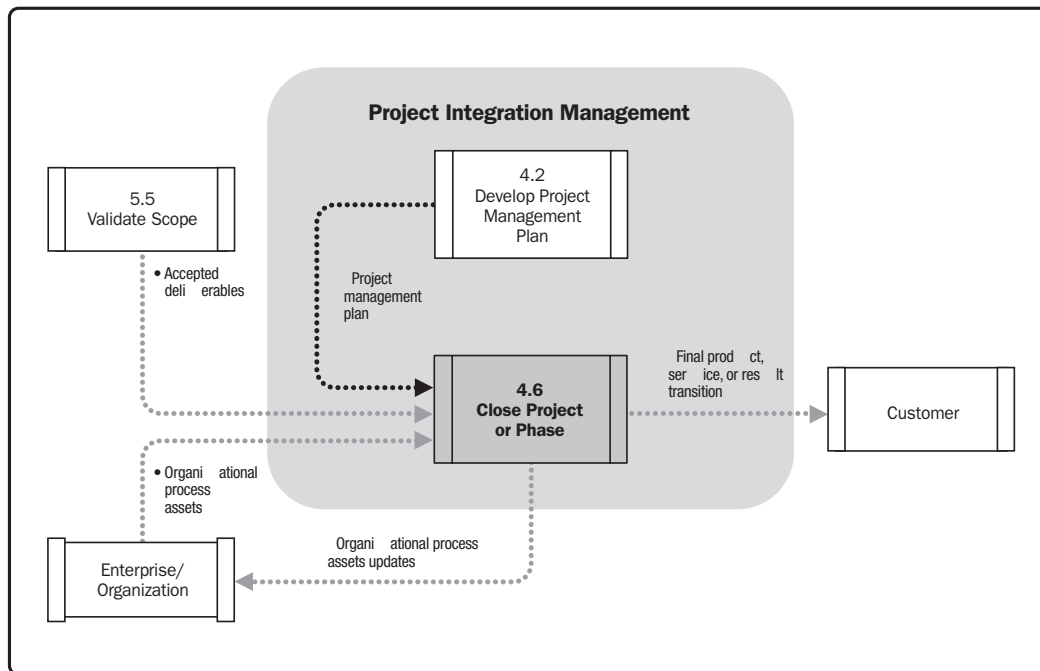 Project Integration Management
4.2
Develop Project
Management
Plan
5.5
Validate Scope
• Accepted
deli erables
Project
management
plan
4.6
Close Project
or Phase
Final prod ct,
ser ice, or res lt
transition
Customer
• Organi ational
process
assets
Organi ational process
assets updates
Enterprise/
Organization